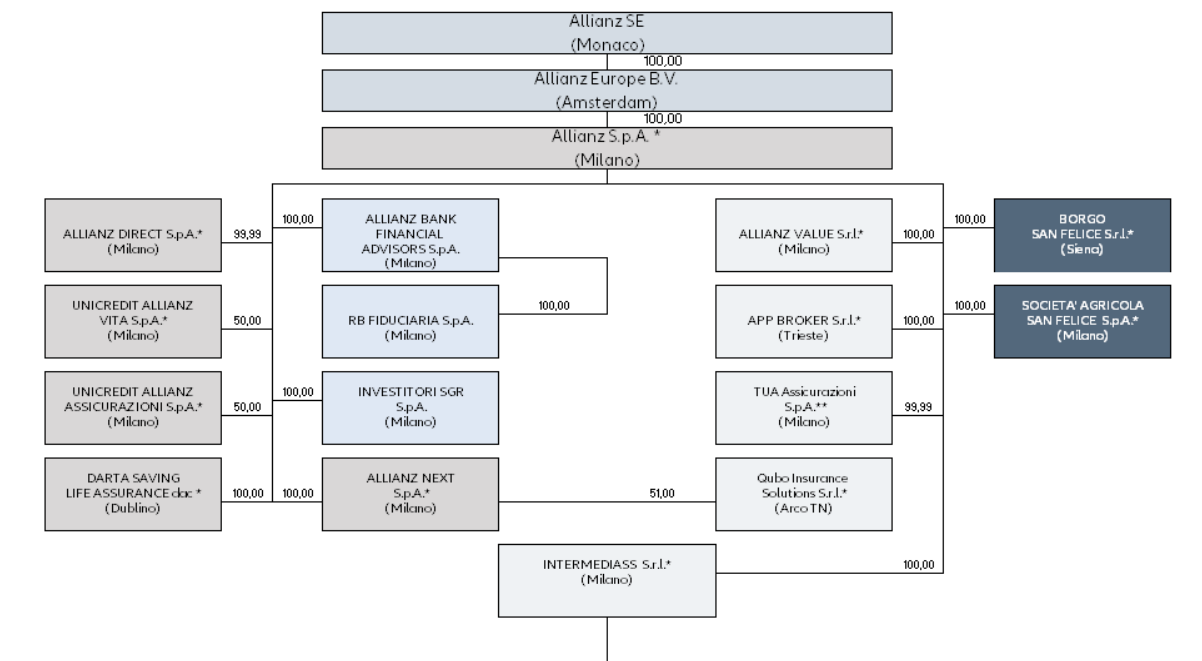 Allianz SE
(Monaco)
100,00
Allianz Europe B.V.
(Amsterdam)
100,00
Allianz S.p.A. *
(Milano)
ALLIANZ DIRECT S.p.A.*
(Milano)
99,99
100,00
ALLIANZ BANK
FINANCIAL
ADVISORS S.p.A.
(Milano)
ALLIANZ VALUE S.r.l.*
(Milano)
100,00
100,00
BORGO
SAN FELICE S.r.l.*
(Siena)
UNICREDIT ALLIANZ
VITA S.p.A.*
(Milano)
50,00
RB FIDUCIARIA S.p.A.
(Milano)
100,00
APP BROKER S.r.l.*
(Trieste)
100,00
100,00
SOCIETA' AGRICOLA
SAN FELICE S.p.A.*
(Milano)
UNICREDIT ALLIANZ
ASSICURAZIONI S.p.A.*
(Milano)
50,00
100,00
INVESTITORI SGR
S.p.A.
(Milano)
TUA Assicurazioni
S.p.A.**
(Milano)
99,99
DARTA SAVING
LIFE ASSURANCE dac *
(Dublino)
100,00
100,00
ALLIANZ NEXT
S.p.A.*
(Milano)
51,00
Qubo Insurance
Solutions S.r.l.*
(Arco TN)
INTERMEDIASS S.r.l.*
(Milano)
100,00